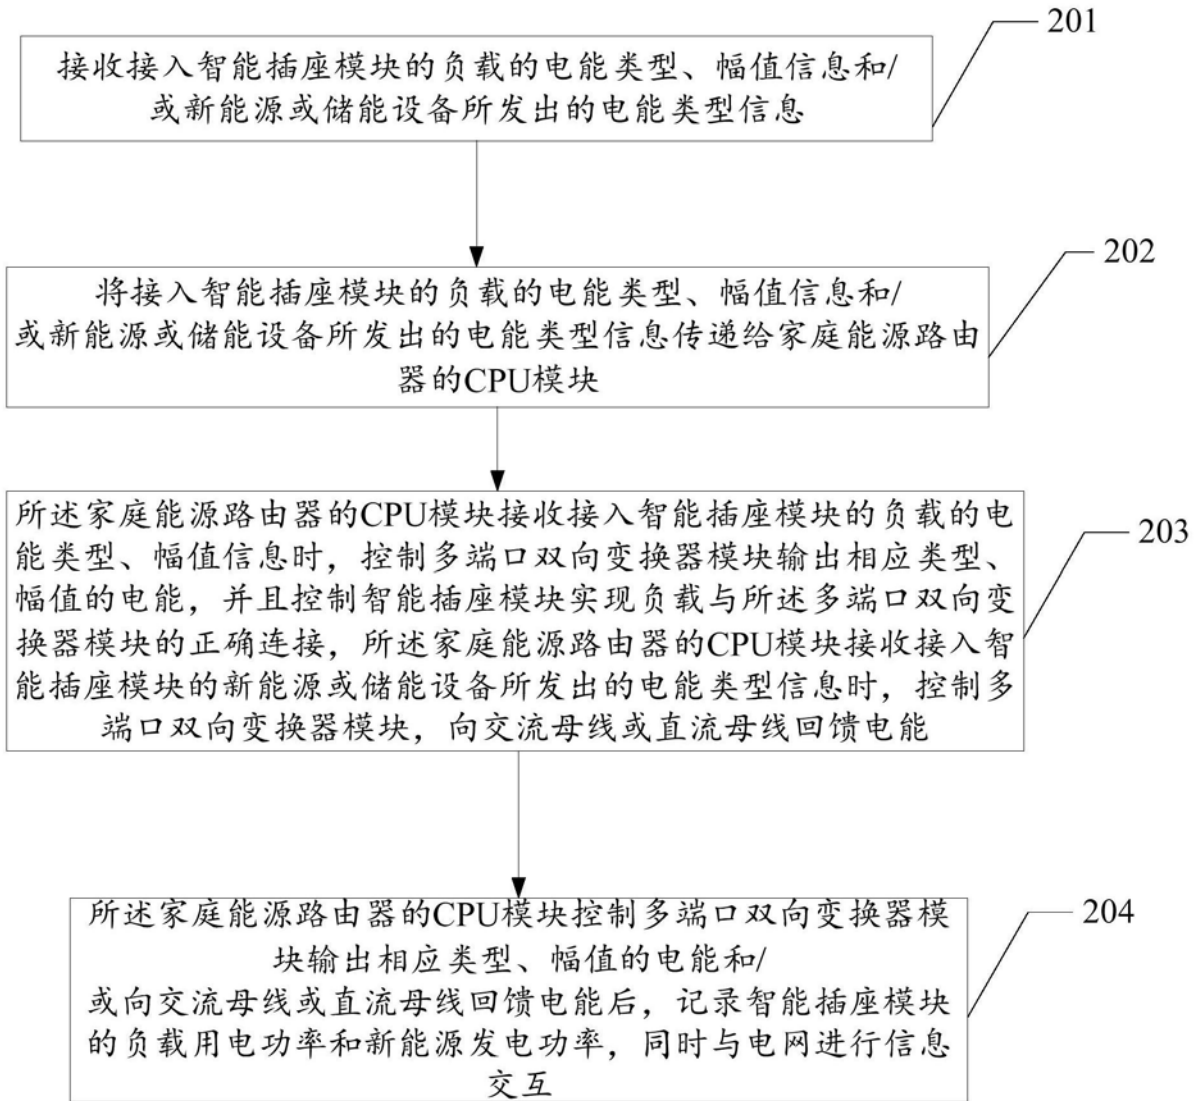 201
接收接入智能插座模块的负载的电能类型、幅值信息和/
或新能源或储能设备所发出的电能类型信息
202
将接入智能插座模块的负载的电能类型、幅值信息和/
或新能源或储能设备所发出的电能类型信息传递给家庭能源路由
器的CPU模块
203
所述家庭能源路由器的CPU模块接收接入智能插座模块的负载的电
能类型、幅值信息时，控制多端口双向变换器模块输出相应类型、
幅值的电能，并且控制智能插座模块实现负载与所述多端口双向变
换器模块的正确连接，所述家庭能源路由器的CPU模块接收接入智
能插座模块的新能源或储能设备所发出的电能类型信息时，控制多
端口双向变换器模块，向交流母线或直流母线回馈电能
204
所述家庭能源路由器的CPU模块控制多端口双向变换器模
块输出相应类型、幅值的电能和/
或向交流母线或直流母线回馈电能后，记录智能插座模块
的负载用电功率和新能源发电功率，同时与电网进行信息
交互